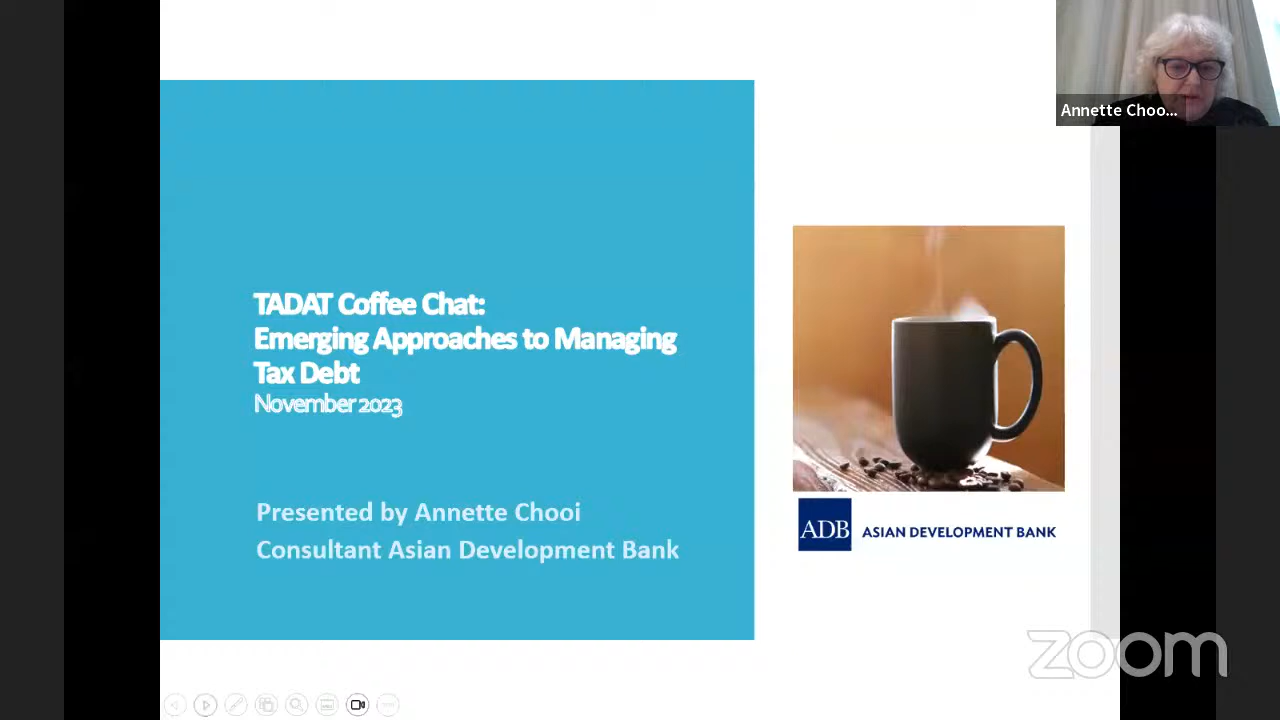 Annette Choo...
TADAT Coffee Chat:
Emerging Approaches to Managing
Tax Debt
November 2023
Presented by Annette Chooi
Consultant Asian Development Bank
ADB ASIAN DEVELOPMENT BANK
zoom